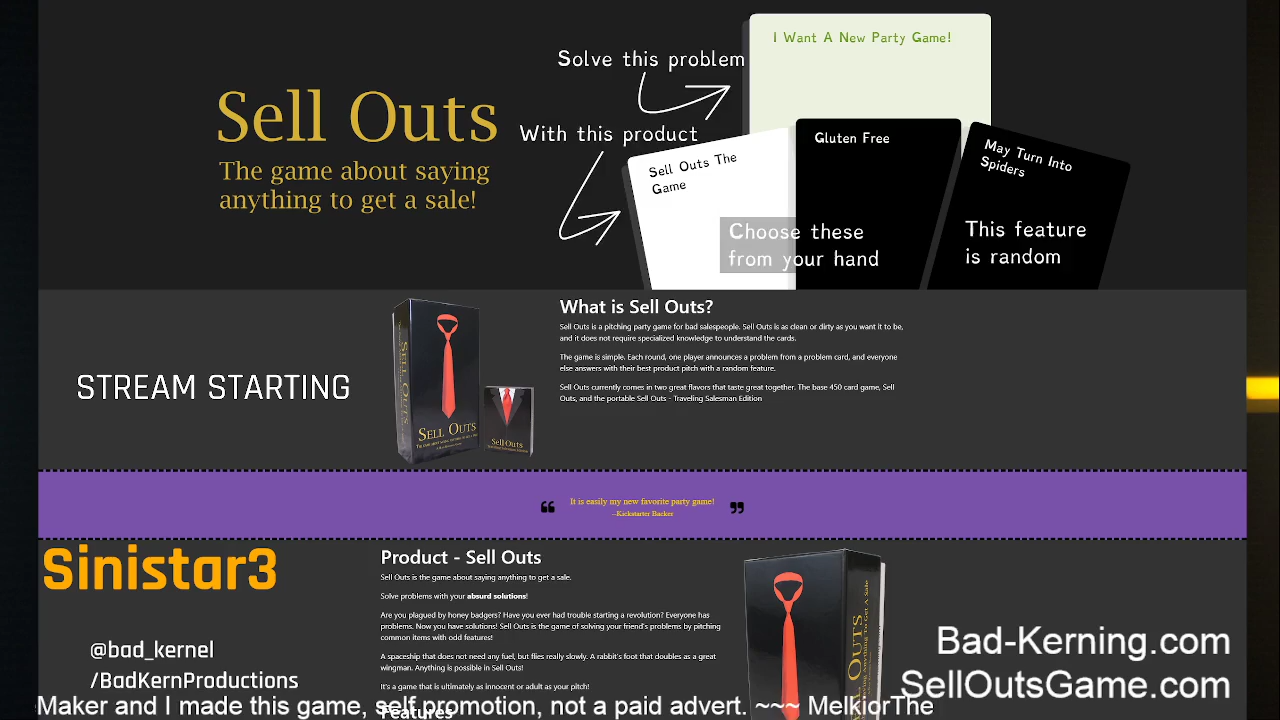 I Want A New Party Game!
Solve this problem
Sell Outs
With this product
The game about saying
anything to get a sale!
Sell Outs The
Game
Gluten Free
May Turn Into
Spiders
Choose these
from your hand
This feature
is random
What is Sell Outs?
Sell Outs is a pitching party game for bad salespeople. Sell Outs is as clean or dirty as you want it to be,
and it does not require specialized knowledge to understand the cards.
The game is simple. Each round, one player announces a problem from a problem card, and everyone
else answers with their best product pitch with a random feature.
Sell Outs currently comes in two great flavors that taste great together. The base 450 card game, Sell
Outs, and the portable Sell Outs - Traveling Salesman Edition
STREAM STARTING
SELL OUTS
SELL OUTS
Sell Outs
It is easily my new favorite party game!
--Kickstarter Backer
Sinistar3
@bad_kernel
/BadKernProductions
Product - Sell Outs
Sell Outs is the game about saying anything to get a sale.
Solve problems with your absurd solutions!
Are you plagued by honey badgers? Have you ever had trouble starting a revolution? Everyone has
problems. Now you have solutions! Sell Outs is the game of solving your friend's problems by pitching
common items with odd features!
A spaceship that does not need any fuel, but flies really slowly. A rabbit's foot that doubles as a great
wingman. Anything is possible in Sell Outs!
It's a game that is ultimately as innocent or adult as your pitch!
Features
OUTS
Bad-Kerning.com
SellOutsGame.com
Maker and I made this game, self promotion, not a paid advert. ~~~ MelkiorThe